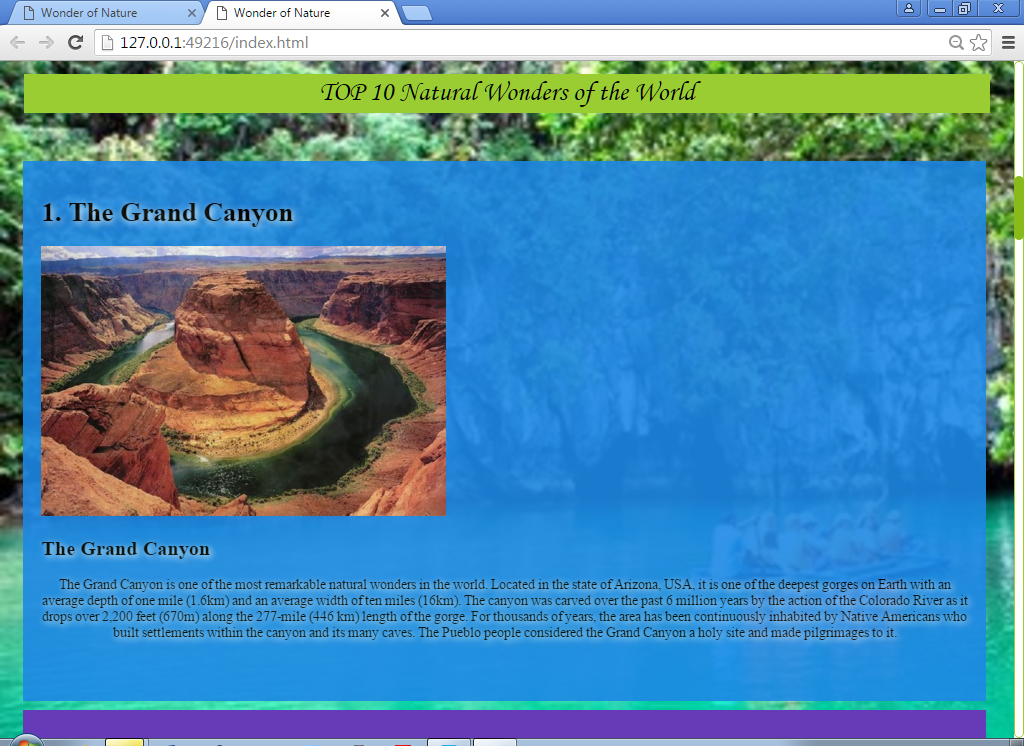 Wonder of Nature
Wonder of Nature
127.0.0.1:49216/index.html
TOP 10 Natural Wonders of the World
1. The Grand Canyon
The Grand Canyon
The Grand Canyon is one of the most remarkable natural wonders in the world. Located in the state of Arizona, USA, it is one of the deepest gorges on Earth with an
average depth of one mile (1.6km) and an average width of ten miles (16km). The canyon was carved over the past 6 million years by the action of the Colorado River as it
drops over 2,200 feet (670m) along the 277-mile (446 km) length of the gorge. For thousands of years, the area has been continuously inhabited by Native Americans who
built settlements within the canyon and its many caves. The Pueblo people considered the Grand Canyon a holy site and made pilgrimages to it.